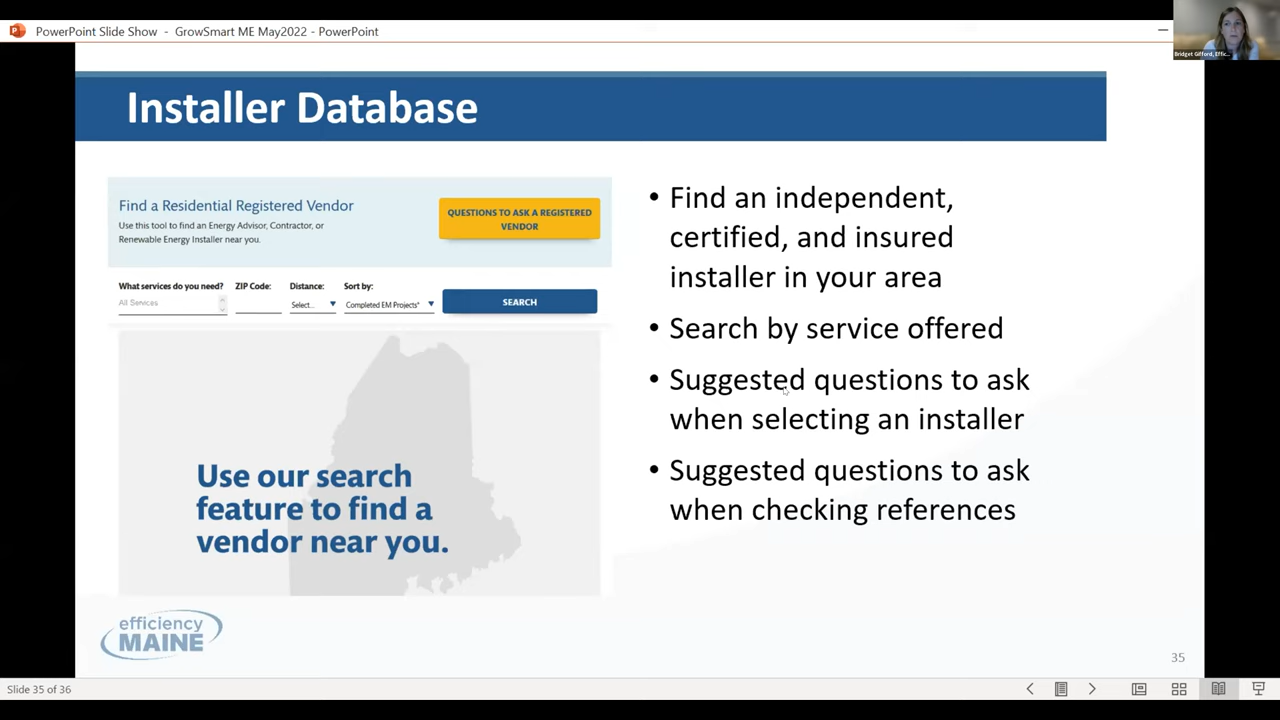 PowerPoint Slide Show - GrowSmart ME May2022 - PowerPoint
Bridget Gifford, Effic...
Installer Database
Find a Residential Registered Vendor
Use this tool to find an Energy Advisor, Contractor, or
Renewable Energy Installer near you.
QUESTIONS TO ASK A REGISTERED
VENDOR
What services do you need? ZIP Code: Distance: Sort by:
All Services Select... Completed EM Projects* SEARCH
Use our search
feature to find a
vendor near you.
• Find an independent,
certified, and insured
installer in your area
• Search by service offered
• Suggested questions to ask
when selecting an installer
• Suggested questions to ask
when checking references
efficiency
MAINE
35
Slide 35 of 36